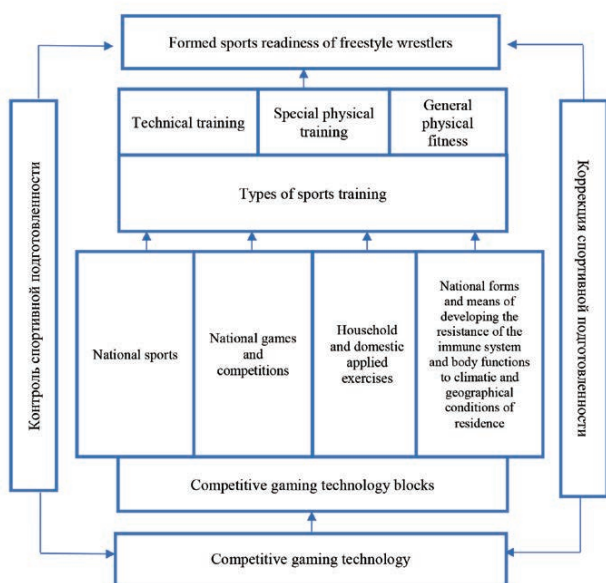 Formed sports readiness of freestyle wrestlers
Technical training
Special physical
training
General
physical
fitness
Types of sports training
Контроль спортивной подготовленности
National sports
National games
and
competitions
Household
and domestic
applied
exercises
National forms
and means of
developing the
resistance of the
immune system
and body functions
to climatic and
geographical
conditions of
residence
Коррекция спортивной подготовленности
Competitive gaming technology blocks
Competitive gaming technology